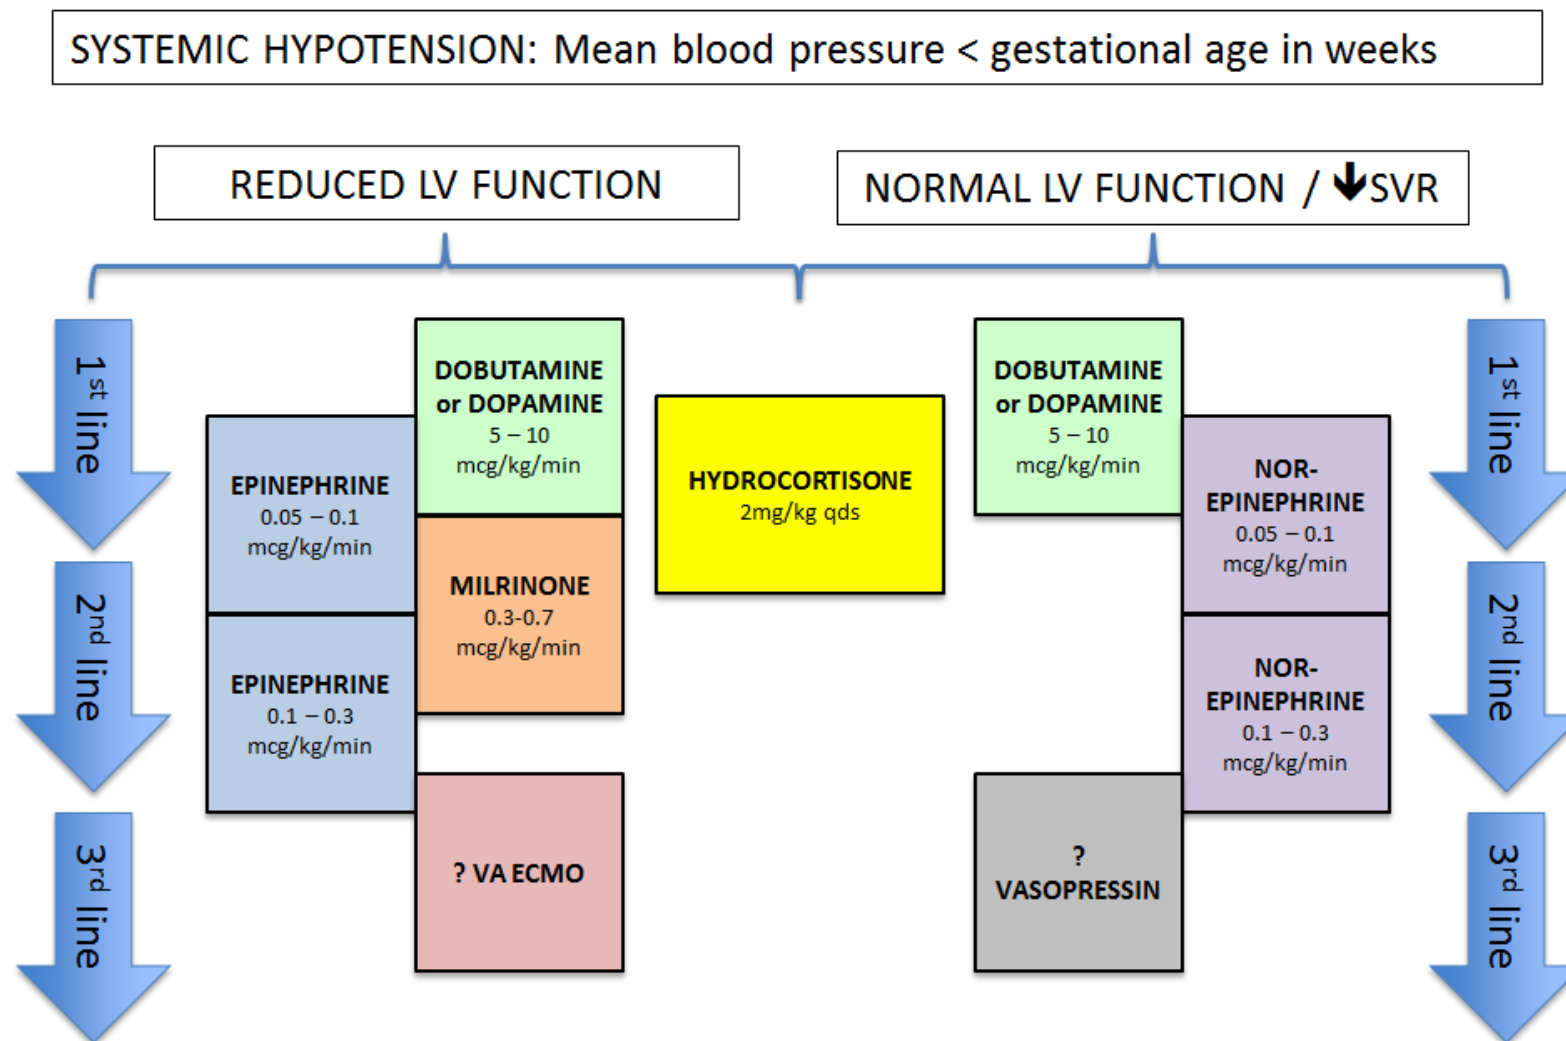 SYSTEMIC HYPOTENSION: Mean blood pressure < gestational age in weeks
REDUCED LV FUNCTION
NORMAL LV FUNCTION / ↓SVR
1st line
2nd line
3rd line
EPINEPHRINE
0.05 – 0.1
mcg/kg/min
EPINEPHRINE
0.1 – 0.3
mcg/kg/min
DOBUTAMINE
or DOPAMINE
5 – 10
mcg/kg/min
MILRINONE
0.3-0.7
mcg/kg/min
? VA ECMO
HYDROCORTISONE
2mg/kg qds
DOBUTAMINE
or DOPAMINE
5 – 10
mcg/kg/min
?
VASOPRESSIN
NOR-
EPINEPHRINE
0.05 – 0.1
mcg/kg/min
NOR-
EPINEPHRINE
0.1 – 0.3
mcg/kg/min
1st line
2nd line
3rd line